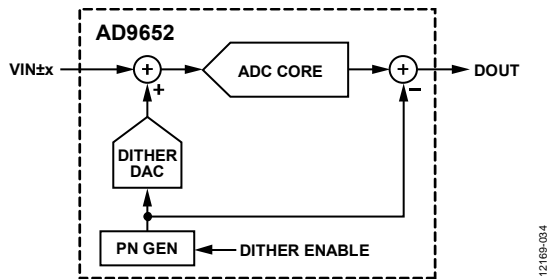 AD9652
VIN±x
+
+
ADC CORE
+
−
DOUT
DITHER
DAC
PN GEN
DITHER ENABLE
12169-034